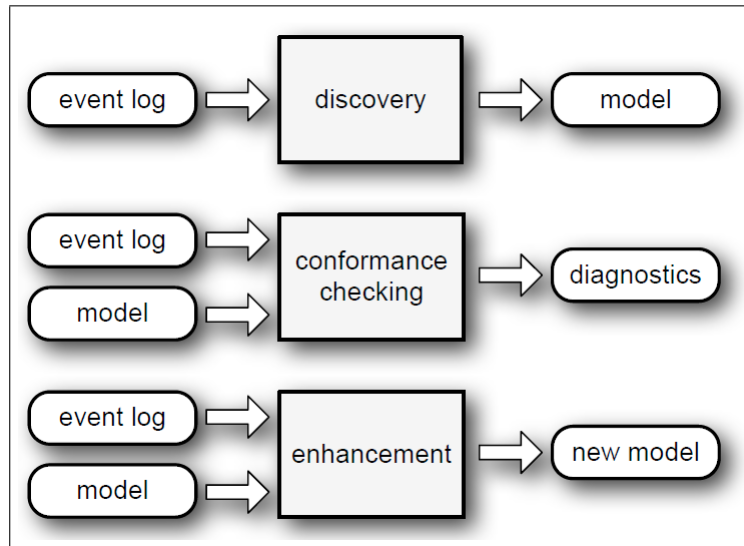 event log
discovery
model
event log
model
conformance
checking
diagnostics
event log
model
enhancement
new model